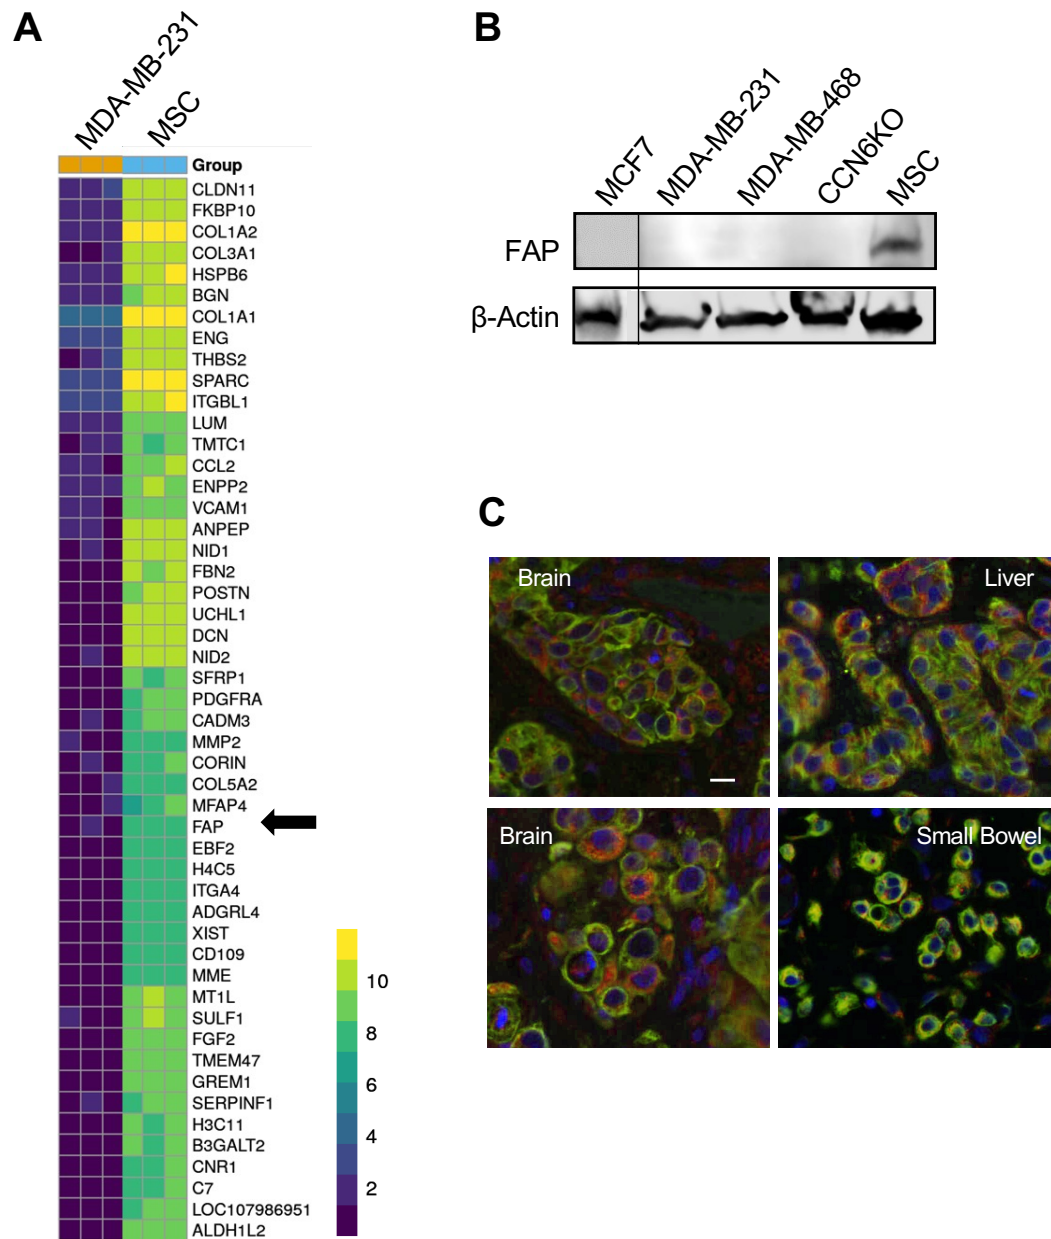 A
MDA-MB-231
MSC
Group
CLDN11
FKBP10
COL1A2
COL3A1
HSPB6
BGN
COL1A1
ENG
THBS2
SPARC
ITGBL1
LUM
TMTC1
CCL2
ENPP2
VCAM1
ANPEP
NID1
FBN2
POSTN
UCHL1
DCN
NID2
SFRP1
PDGFRA
CADM3
MMP2
CORIN
COL5A2
MFAP4
FAP
EBF2
H4C5
ITGA4
ADGRL4
XIST
CD109
MME
MT1L
SULF1
FGF2
TMEM47
GREM1
SERPINF1
H3C11
B3GALT2
CNR1
C7
LOC107986951
ALDH1L2
10
8
6
4
2
B
MCF7
MDA-MB-231
MDA-MB-468
CCN6KO
MSC
FAP
β-Actin
C
Brain
Liver
Brain
Small Bowel